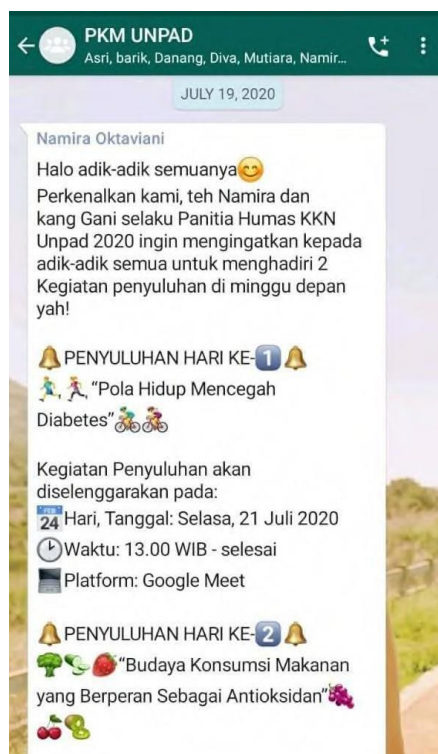 PKM UNPAD
Asri, barik, Danang, Diva, Mutiara, Namir...
JULY 19, 2020
Namira Oktaviani
Halo adik-adik semuanya😊
Perkenalkan kami, teh Namira dan
kang Gani selaku Panitia Humas KKN
Unpad 2020 ingin mengingatkan kepada
adik-adik semua untuk menghadiri 2
Kegiatan penyuluhan di minggu depan
yah!
🔔PENYULUHAN HARI KE-1️⃣🔔
🏃‍♂️🏃‍♀️“Pola Hidup Mencegah
Diabetes”🚴‍♂️🚴‍♀️
Kegiatan Penyuluhan akan
diselenggarakan pada:
📅Hari, Tanggal: Selasa, 21 Juli 2020
🕐Waktu: 13.00 WIB - selesai
💻Platform: Google Meet
🔔PENYULUHAN HARI KE-2️⃣🔔
🥦🥒🍓“Budaya Konsumsi Makanan
yang Berperan Sebagai Antioksidan”🍇
🍒🥝